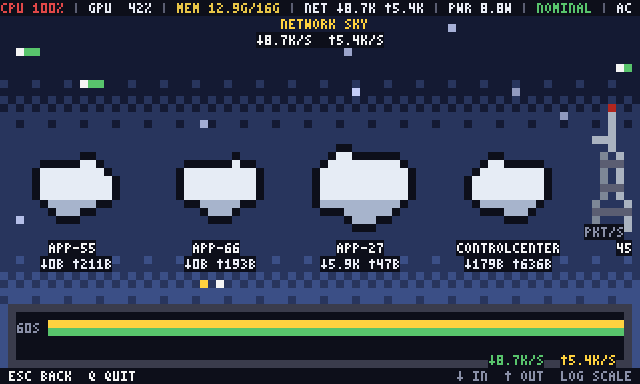 CPU 100% | GPU 42% | MEM 12.9G/16G | NET ↓8.7K ↑5.4K | PWR 8.8W | NOMINAL | AC
NETWORK SKY
↓8.7K/S ↑5.4K/S
PKT/S
45
APP-55 APP-66 APP-27 CONTROLCENTER
↓0B ↑211B ↓0B ↑193B ↓5.9K ↑47B ↓179B ↑636B
60S
↓8.7K/S ↑5.4K/S
ESC BACK Q QUIT ↓ IN ↑ OUT LOG SCALE